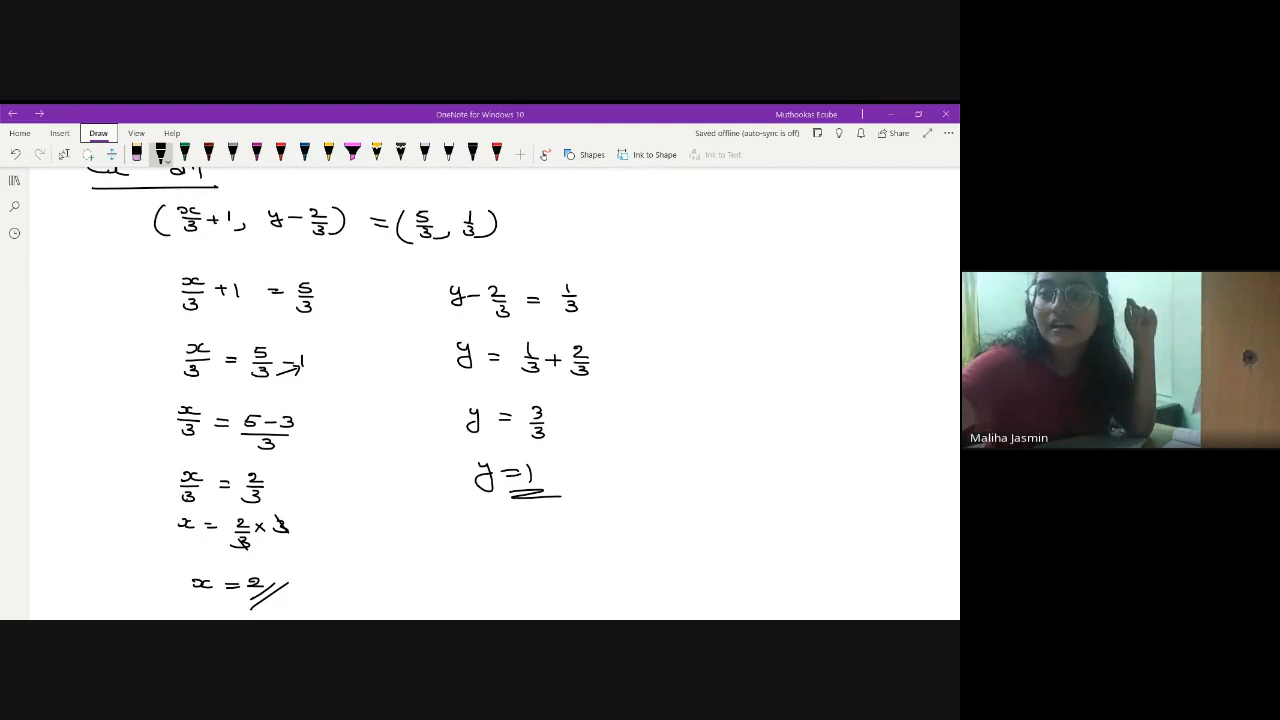 OneNote for Windows 10
Muthookas Ecube
Home Insert Draw View Help
Saved offline (auto-sync is off)
Share
Shapes
Ink to Shape
Ink to Text
(x/3 + 1, y - 2/3) = (5/3, 1/3)
x/3 + 1 = 5/3
x/3 = 5/3 - 1
x/3 = (5-3)/3
x/3 = 2/3
x = 2/3 × 3
x = 2
y - 2/3 = 1/3
y = 1/3 + 2/3
y = 3/3
y = 1
Maliha Jasmin